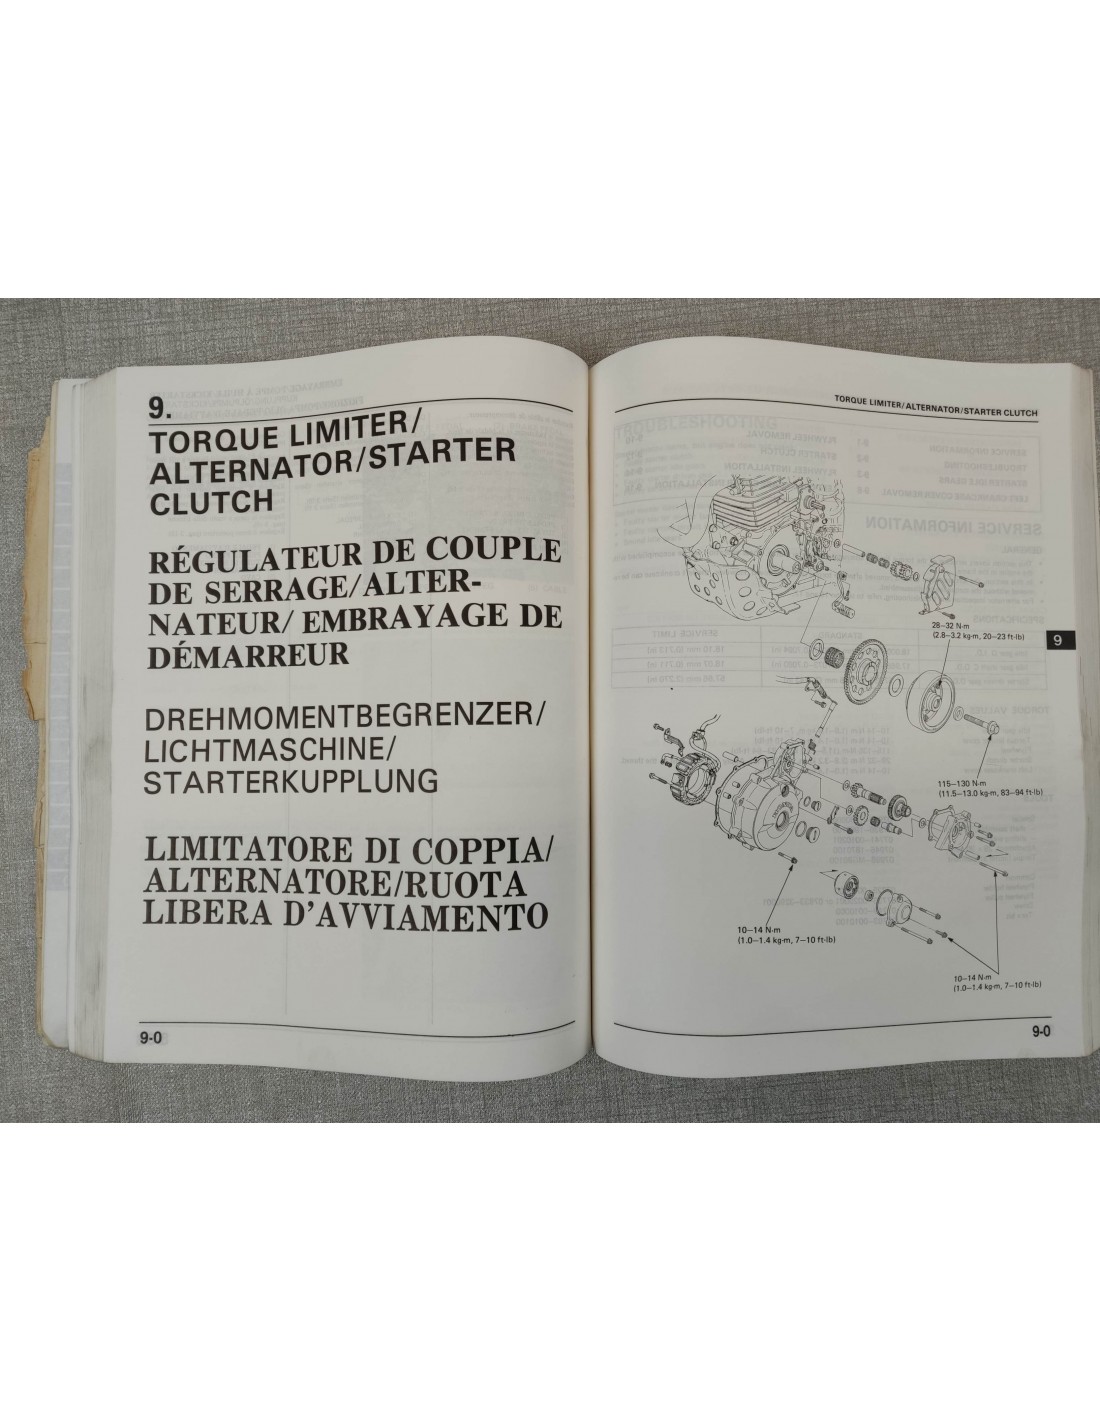 9.
TORQUE LIMITER/
ALTERNATOR/STARTER
CLUTCH
RÉGULATEUR DE COUPLE
DE SERRAGE/ALTER-
NATEUR/ EMBRAYAGE DE
DÉMARREUR
DREHMOMENTBEGRENZER/
LICHTMASCHINE/
STARTERKUPPLUNG
LIMITATORE DI COPPIA/
ALTERNATORE/RUOTA
LIBERA D'AVVIAMENTO
9-0
TORQUE LIMITER/ALTERNATOR/STARTER CLUTCH
28–32 N·m
(2.8–3.2 kg·m, 20–23 ft·lb)
9
115–130 N·m
(11.5–13.0 kg·m, 83–94 ft·lb)
10–14 N·m
(1.0–1.4 kg·m, 7–10 ft·lb)
10–14 N·m
(1.0–1.4 kg·m, 7–10 ft·lb)
9-0